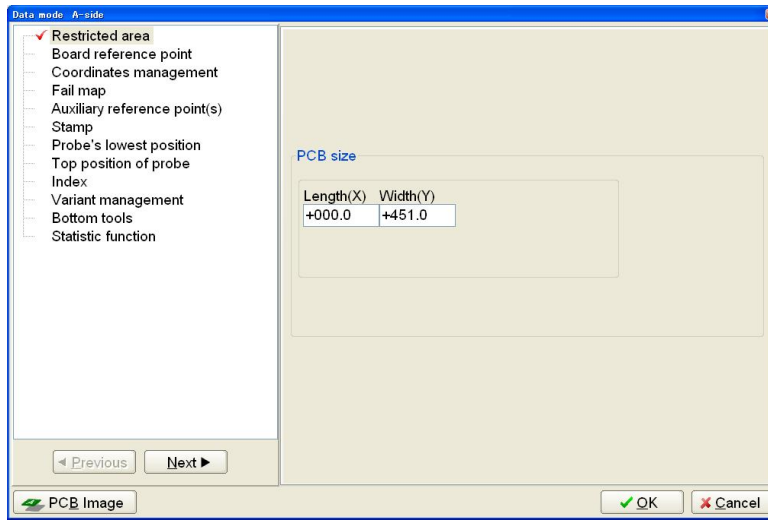 Data mode A-side
Restricted area
Board reference point
Coordinates management
Fail map
Auxiliary reference point(s)
Stamp
Probe's lowest position
Top position of probe
Index
Variant management
Bottom tools
Statistic function
PCB size
Length(X) Width(Y)
+000.0 +451.0
Previous Next
PCB Image OK Cancel